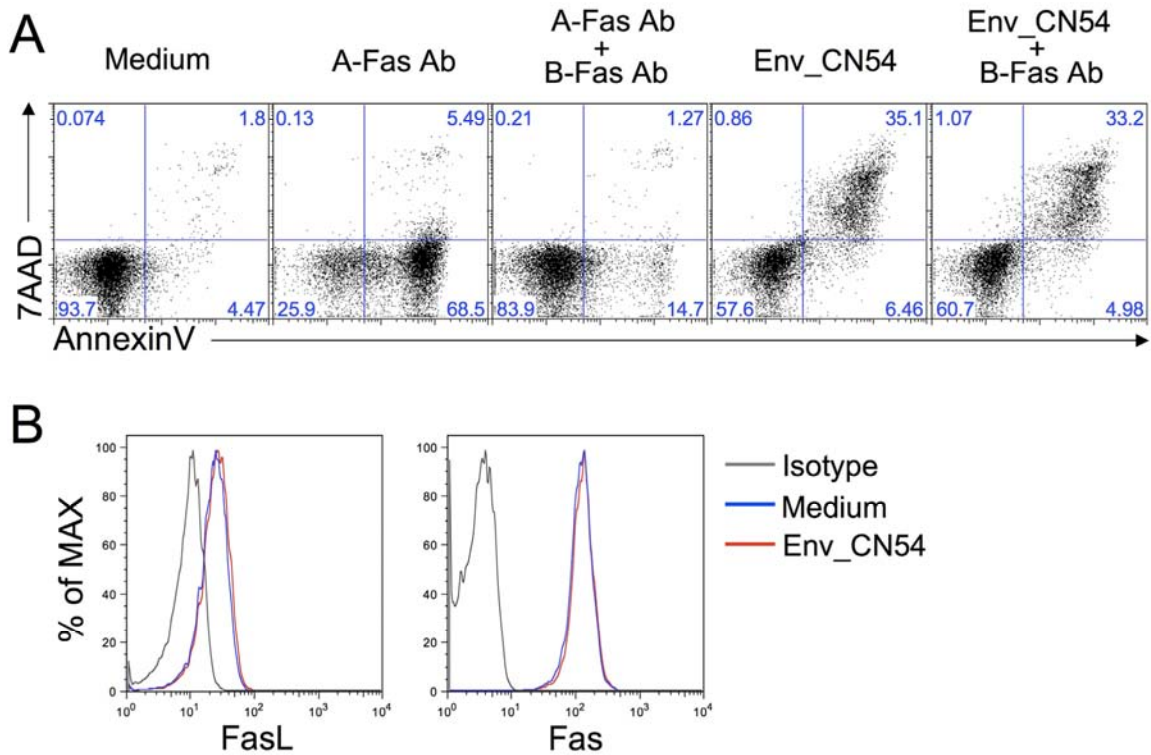 A
Medium
A-Fas Ab
A-Fas Ab
+
B-Fas Ab
Env_CN54
Env_CN54
+
B-Fas Ab
0.074 1.8 0.13 5.49 0.21 1.27 0.86 35.1 1.07 33.2
93.7 4.47 25.9 68.5 83.9 14.7 57.6 6.46 60.7 4.98
7AAD
AnnexinV
B
% of MAX
100
80
60
40
20
0
10⁰ 10¹ 10² 10³ 10⁴
FasL
100
80
60
40
20
0
10⁰ 10¹ 10² 10³ 10⁴
Fas
Isotype
Medium
Env_CN54